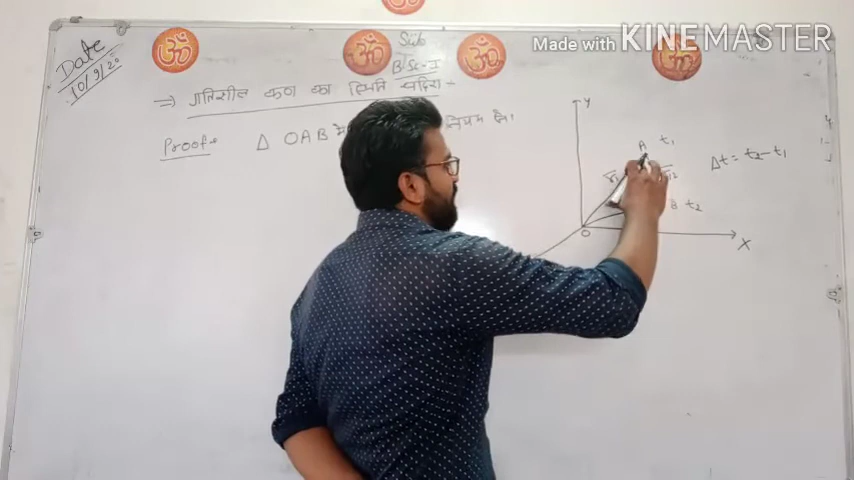 Made with KINEMASTER
Date
10/9/20
Sub
B.Sc-I
⇒ गतिशील कण का स्थिति सदिश -
Proof-
Δ OAB में नियम से।
Y
A t₁
Δt = t₂ - t₁
B t₂
O
X